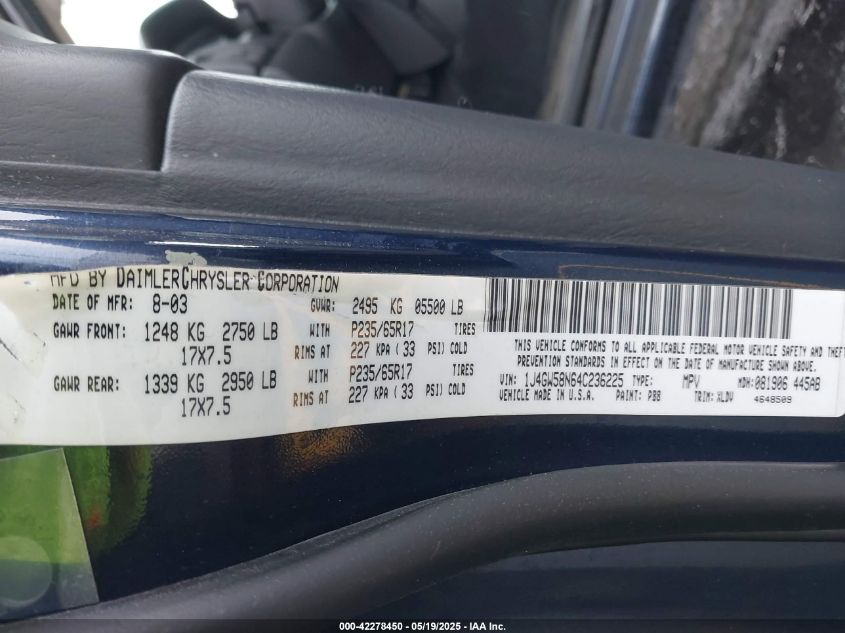 MFD BY DAIMLERCHRYSLER CORPORATION
DATE OF MFR: 8-03 GVWR: 2495 KG 05500 LB
GAWR FRONT: 1248 KG 2750 LB WITH P235/65R17 TIRES
17X7.5 RIMS AT 227 KPA (33 PSI) COLD
GAWR REAR: 1339 KG 2950 LB WITH P235/65R17 TIRES
17X7.5 RIMS AT 227 KPA (33 PSI) COLD
THIS VEHICLE CONFORMS TO ALL APPLICABLE FEDERAL MOTOR VEHICLE SAFETY AND THEFT
PREVENTION STANDARDS IN EFFECT ON THE DATE OF MANUFACTURE SHOWN ABOVE.
VIN: 1J4GW58N64C236225 TYPE: MPV MDH: 081906 445AB
VEHICLE MADE IN U.S.A. PAINT: PBB TRIM: XLDV
4648509
000-42278450 - 05/19/2025 - IAA Inc.